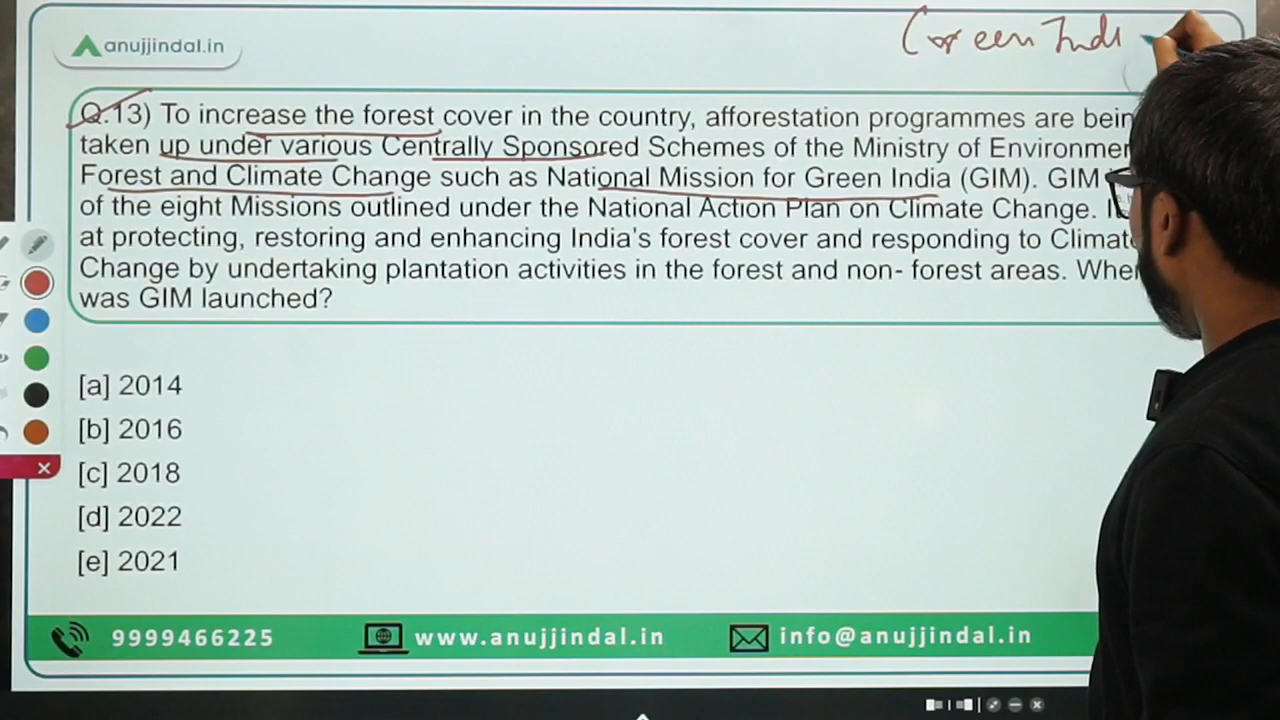 anujjindal.in
Green Indi
Q.13) To increase the forest cover in the country, afforestation programmes are bein
taken up under various Centrally Sponsored Schemes of the Ministry of Environmen
Forest and Climate Change such as National Mission for Green India (GIM). GIM
of the eight Missions outlined under the National Action Plan on Climate Change.
at protecting, restoring and enhancing India's forest cover and responding to Climate
Change by undertaking plantation activities in the forest and non- forest areas. When
was GIM launched?
[a] 2014
[b] 2016
[c] 2018
[d] 2022
[e] 2021
9999466225 www.anujjindal.in info@anujjindal.in